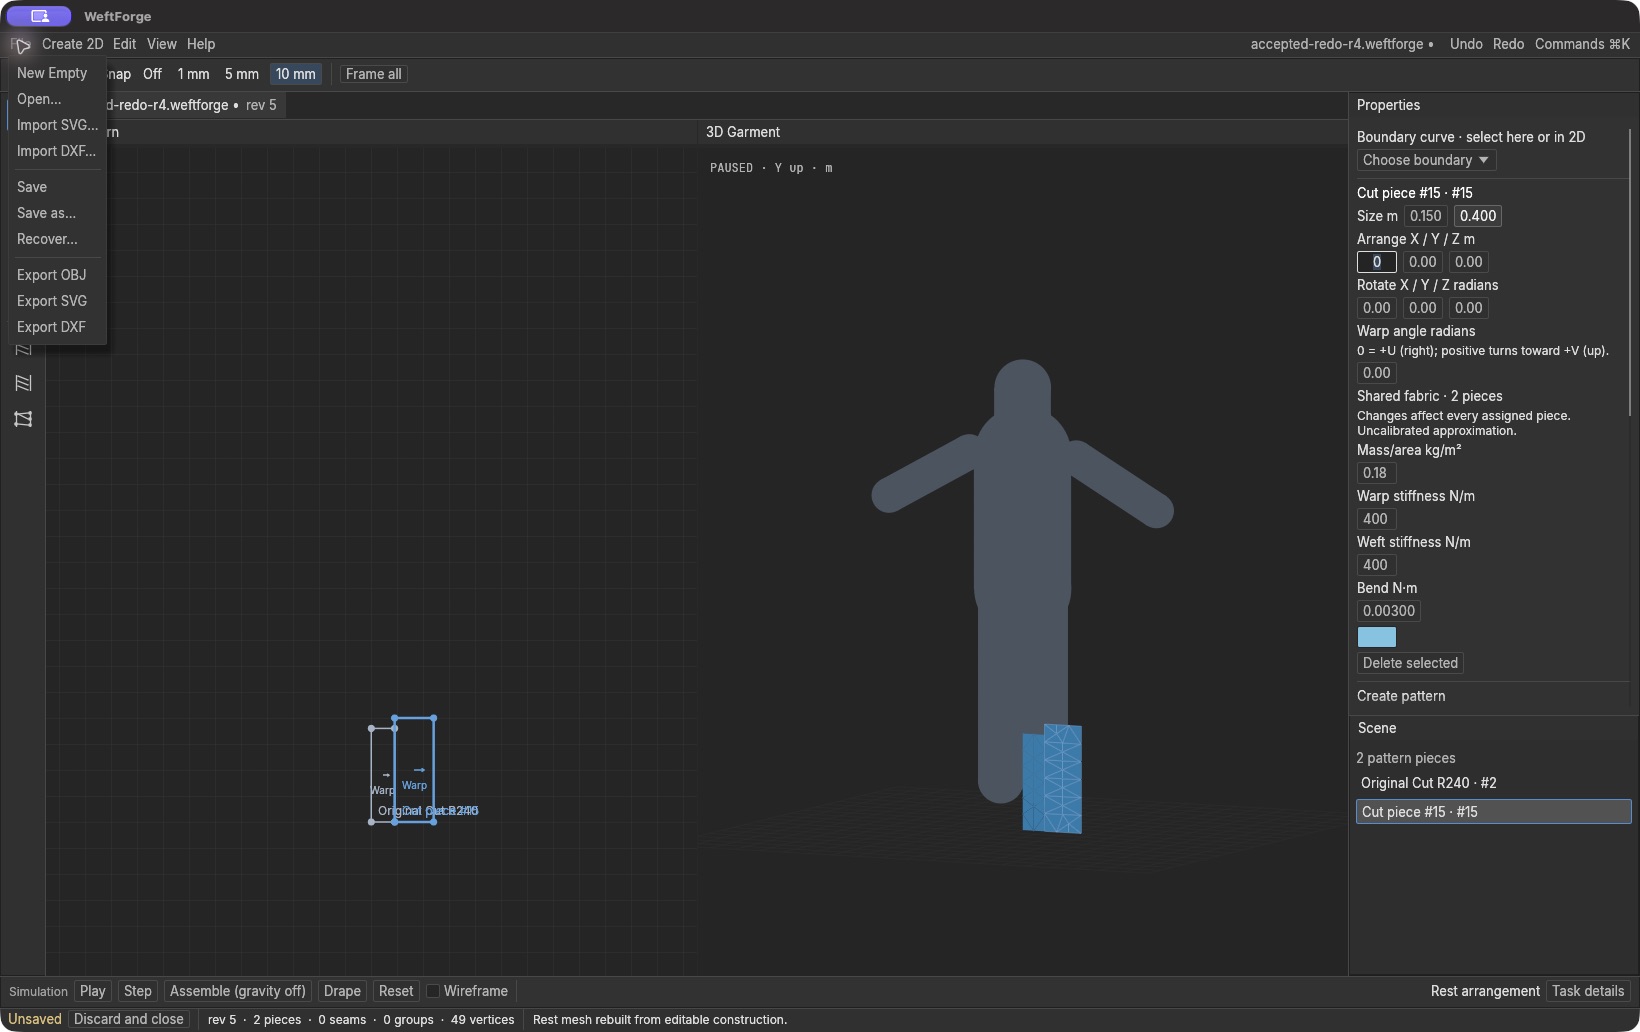 WeftForge
File Create 2D Edit View Help
accepted-redo-r4.weftforge • Undo Redo Commands ⌘K
New Empty
Open...
Import SVG...
Import DXF...
Save
Save as...
Recover...
Export OBJ
Export SVG
Export DXF
Off 1 mm 5 mm 10 mm Frame all
-redo-r4.weftforge • rev 5
3D Garment
PAUSED · Y up · m
Warp
Warp
Original Cut R240
Properties
Boundary curve · select here or in 2D
Choose boundary
Cut piece #15 · #15
Size m 0.150 0.400
Arrange X / Y / Z m
0 0.00 0.00
Rotate X / Y / Z radians
0.00 0.00 0.00
Warp angle radians
0 = +U (right); positive turns toward +V (up).
0.00
Shared fabric · 2 pieces
Changes affect every assigned piece.
Uncalibrated approximation.
Mass/area kg/m²
0.18
Warp stiffness N/m
400
Weft stiffness N/m
400
Bend N·m
0.00300
Delete selected
Create pattern
Scene
2 pattern pieces
Original Cut R240 · #2
Cut piece #15 · #15
Simulation Play Step Assemble (gravity off) Drape Reset Wireframe
Rest arrangement Task details
Unsaved Discard and close rev 5 · 2 pieces · 0 seams · 0 groups · 49 vertices Rest mesh rebuilt from editable construction.